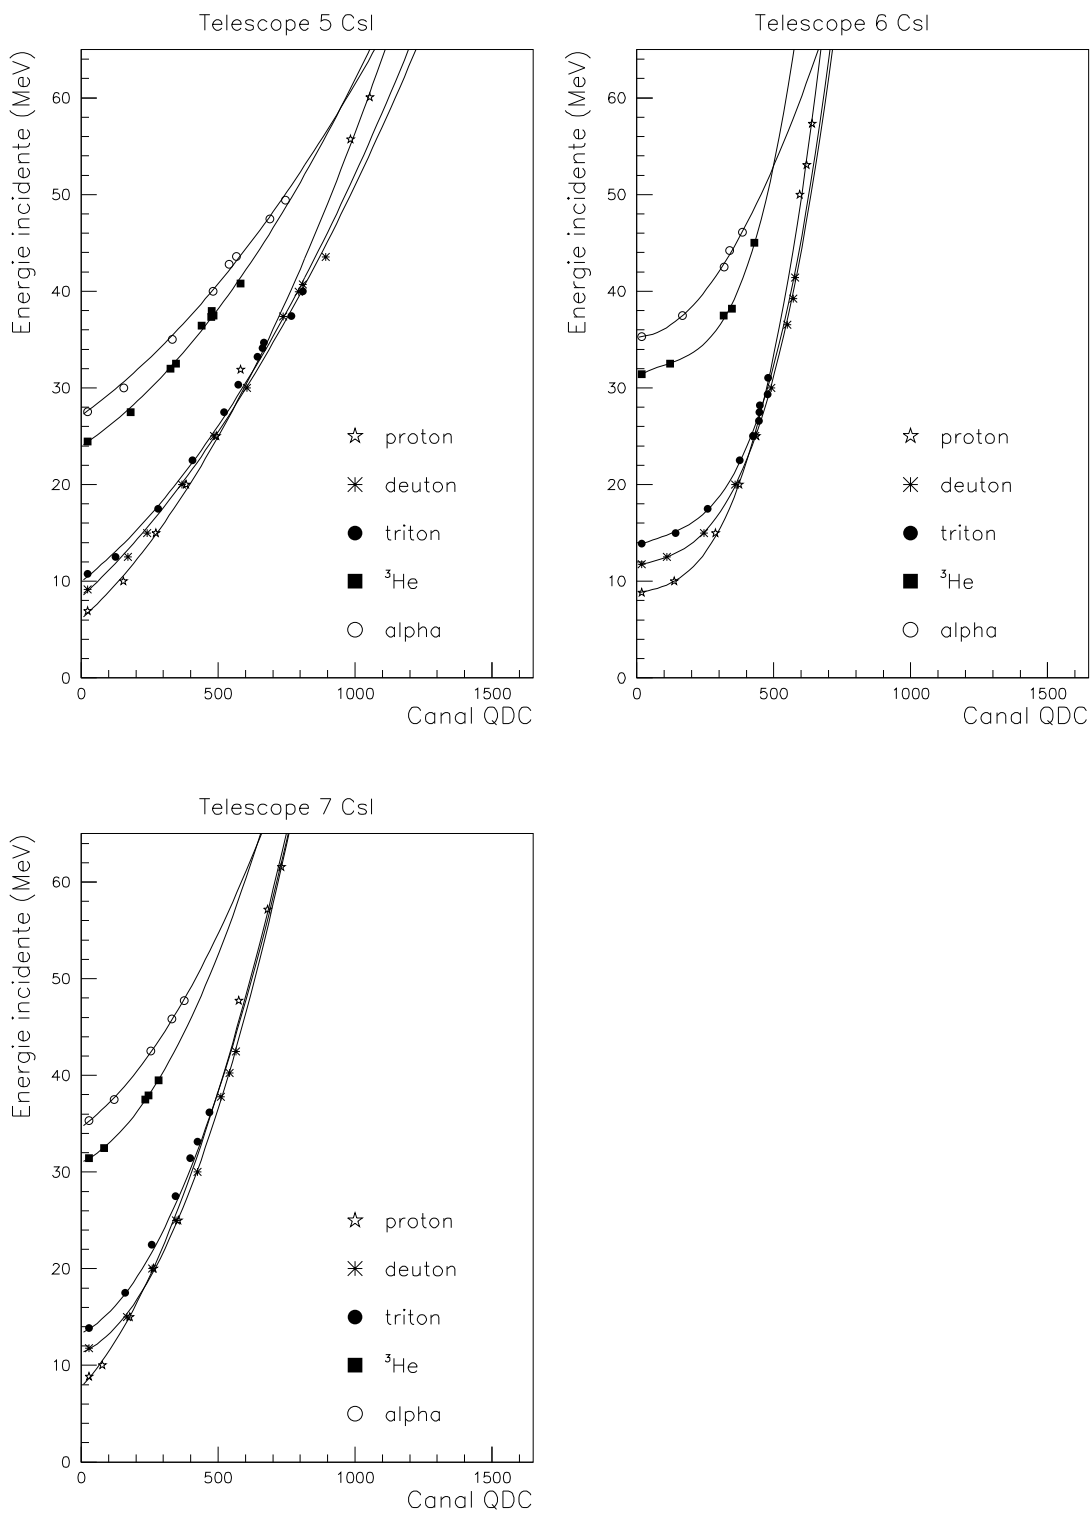 Telescope 5 CsI
Energie incidente (MeV)
60
50
40
30
20
10
0
proton
deuton
triton
³He
alpha
0 500 1000 1500
Canal QDC
Telescope 6 CsI
Energie incidente (MeV)
60
50
40
30
20
10
0
proton
deuton
triton
³He
alpha
0 500 1000 1500
Canal QDC
Telescope 7 CsI
Energie incidente (MeV)
60
50
40
30
20
10
0
proton
deuton
triton
³He
alpha
0 500 1000 1500
Canal QDC